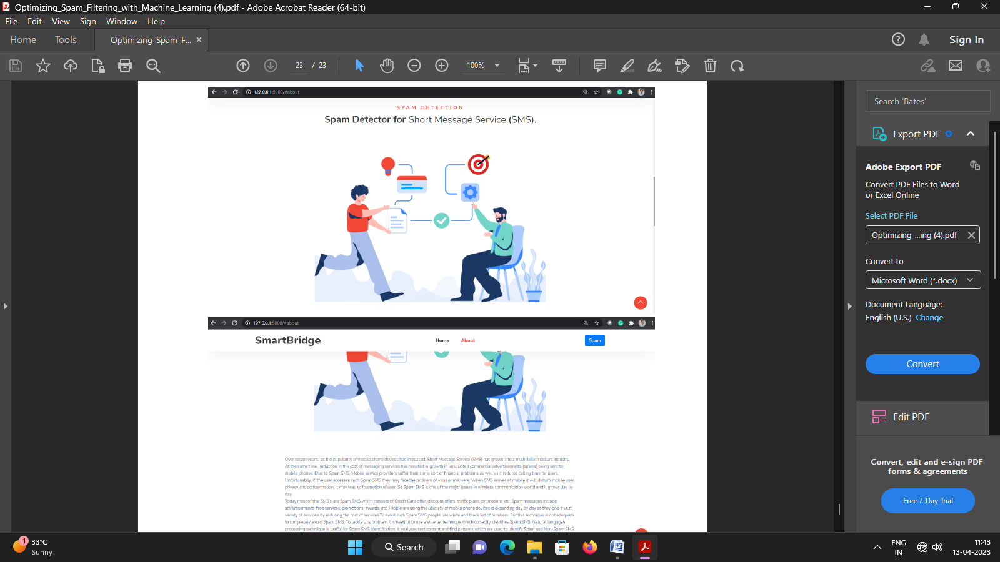 Optimizing_Spam_Filtering_with_Machine_Learning (4).pdf - Adobe Acrobat Reader (64-bit)
File Edit View Sign Window Help
Home Tools Optimizing_Spam_F... × Sign In
23 / 23 100%
127.0.0.1:5000/#about
SPAM DETECTION
Spam Detector for Short Message Service (SMS).
127.0.0.1:5000/#about
SmartBridge Home About Spam
Over recent years, as the popularity of mobile phone devices has increased, Short Message Service (SMS) has grown into a multi-billion dollars industry.
At the same time, reduction in the cost of messaging services has resulted in growth in unsolicited commercial advertisements (spams) being sent to
mobile phones. Due to Spam SMS, Mobile service providers suffer from some sort of financial problems as well as it reduces calling time for users.
Unfortunately, if the user accesses such Spam SMS they may face the problem of virus or malware. When SMS arrives at mobile it will disturb mobile user
privacy and concentration. It may lead to frustration of user. So Spam SMS is one of the major issues in wireless communication world and it grows day by
day.
Today most of the SMS's are Spam SMS which consists of Credit Card offer, discount offers, traffic plans, promotions etc. Spam messages include
advertisements, free services, promotions, awards, etc. People are using the ubiquity of mobile phone devices is expanding day by day as they give a vast
variety of services by reducing the cost of services.To avoid such Spam SMS people use white and black list of numbers. But this technique is not adequate
to completely avoid Spam SMS. To tackle this problem it is needful to use a smarter technique which correctly identifies Spam SMS. Natural langugae
processing technique is useful for Spam SMS identification. It analyses text content and find patterns which are used to identify Spam and Non-Spam SMS.
Search 'Bates'
Export PDF
Adobe Export PDF
Convert PDF Files to Word
or Excel Online
Select PDF File
Optimizing_...ing (4).pdf
Convert to
Microsoft Word (*.docx)
Document Language:
English (U.S.) Change
Convert
Edit PDF
Convert, edit and e-sign PDF
forms & agreements
Free 7-Day Trial
1 33°C
Sunny
Search
ENG
IN
11:43
13-04-2023